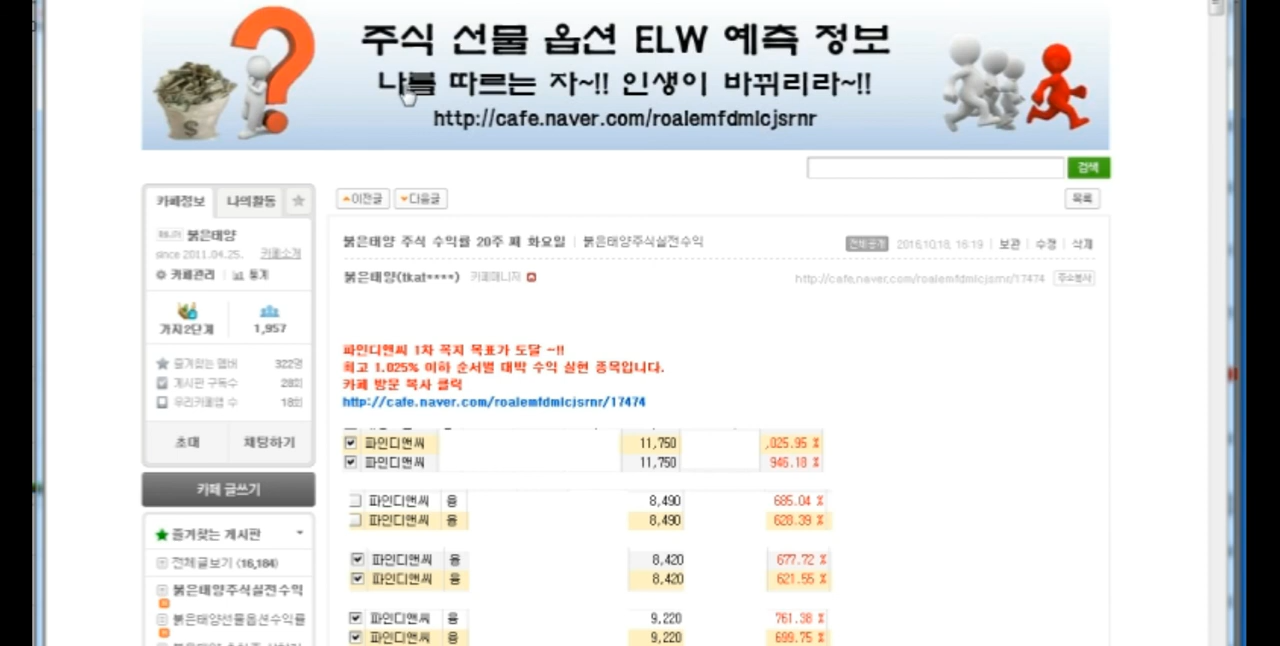 주식 선물 옵션 ELW 예측 정보
나를 따르는 자~!! 인생이 바뀌리라~!!
http://cafe.naver.com/roalemfdmlcjsrnr
검색
카페정보 나의활동
이전글 다음글 목록
붉은태양
since 2011.04.25. 카페소개
카페관리 통계
가지2단계 1,957
즐겨찾는 멤버 322명
게시판 구독수 28회
우리카페앱 수 18회
초대 채팅하기
카페 글쓰기
즐겨찾는 게시판
전체글보기 (16,184)
붉은태양주식실전수익
붉은태양선물옵션수익률
붉은태양 주식 수익률 20주 째 화요일 | 붉은태양주식실전수익 전체공개 2016.10.18. 16:19 | 보관 | 수정 | 삭제
붉은태양(tkat****) 카페매니저 http://cafe.naver.com/roalemfdmlcjsrnr/17474 주소복사
파인디앤씨 1차 꼭지 목표가 도달 ~!!
최고 1.025% 이하 순서별 대박 수익 실현 종목입니다.
카페 방문 복사 클릭
http://cafe.naver.com/roalemfdmlcjsrnr/17474
파인디앤씨 11,750 ,025.95 %
파인디앤씨 11,750 946.18 %
파인디앤씨 융 8,490 685.04 %
파인디앤씨 융 8,490 628.39 %
파인디앤씨 융 8,420 677.72 %
파인디앤씨 융 8,420 621.55 %
파인디앤씨 융 9,220 761.38 %
파인디앤씨 융 9,220 699.75 %